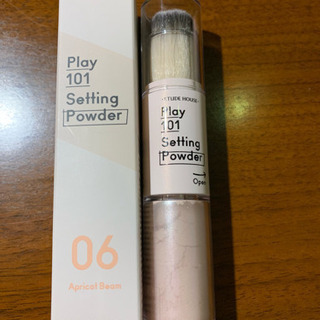 Play
101
Setting
Powder
06
Apricot Beam
ETUDE HOUSE
Play
101
Setting
Powder
Open